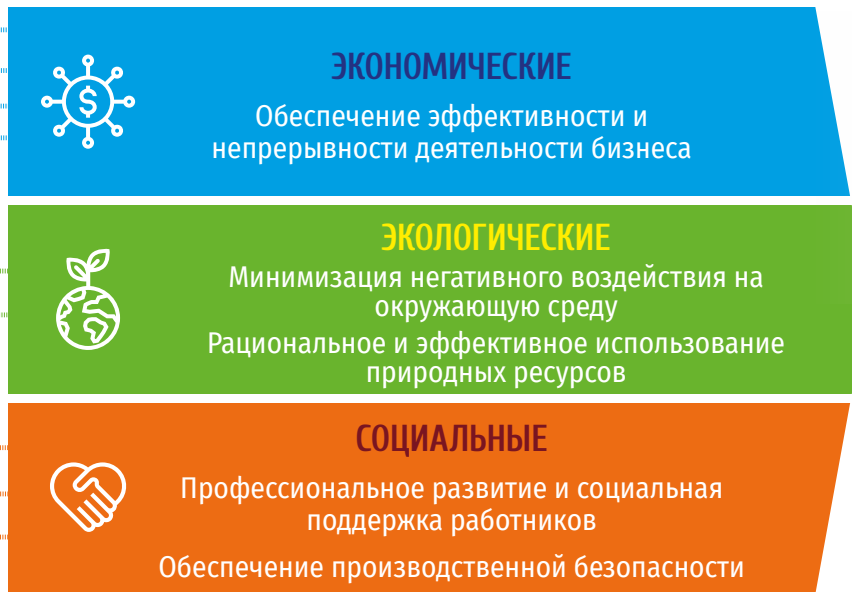 ЭКОНОМИЧЕСКИЕ
Обеспечение эффективности и
непрерывности деятельности бизнеса
ЭКОЛОГИЧЕСКИЕ
Минимизация негативного воздействия на
окружающую среду
Рациональное и эффективное использование
природных ресурсов
СОЦИАЛЬНЫЕ
Профессиональное развитие и социальная
поддержка работников
Обеспечение производственной безопасности